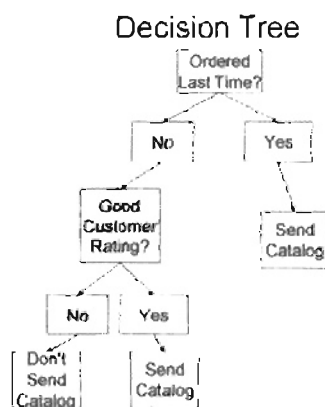 Decision Tree
Ordered
Last Time?
No
Yes
Good
Customer
Rating?
Send
Catalog
No
Yes
Don't
Send
Catalog
Send
Catalog